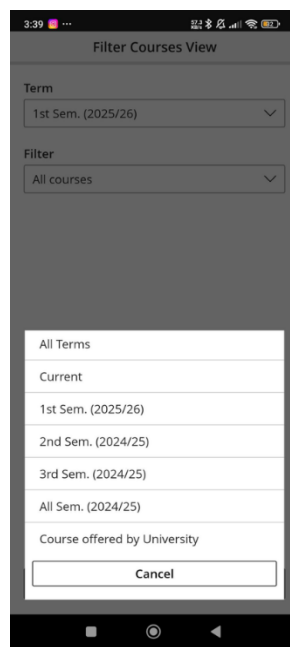 3:39
Filter Courses View
Term
1st Sem. (2025/26)
Filter
All courses
All Terms
Current
1st Sem. (2025/26)
2nd Sem. (2024/25)
3rd Sem. (2024/25)
All Sem. (2024/25)
Course offered by University
Cancel